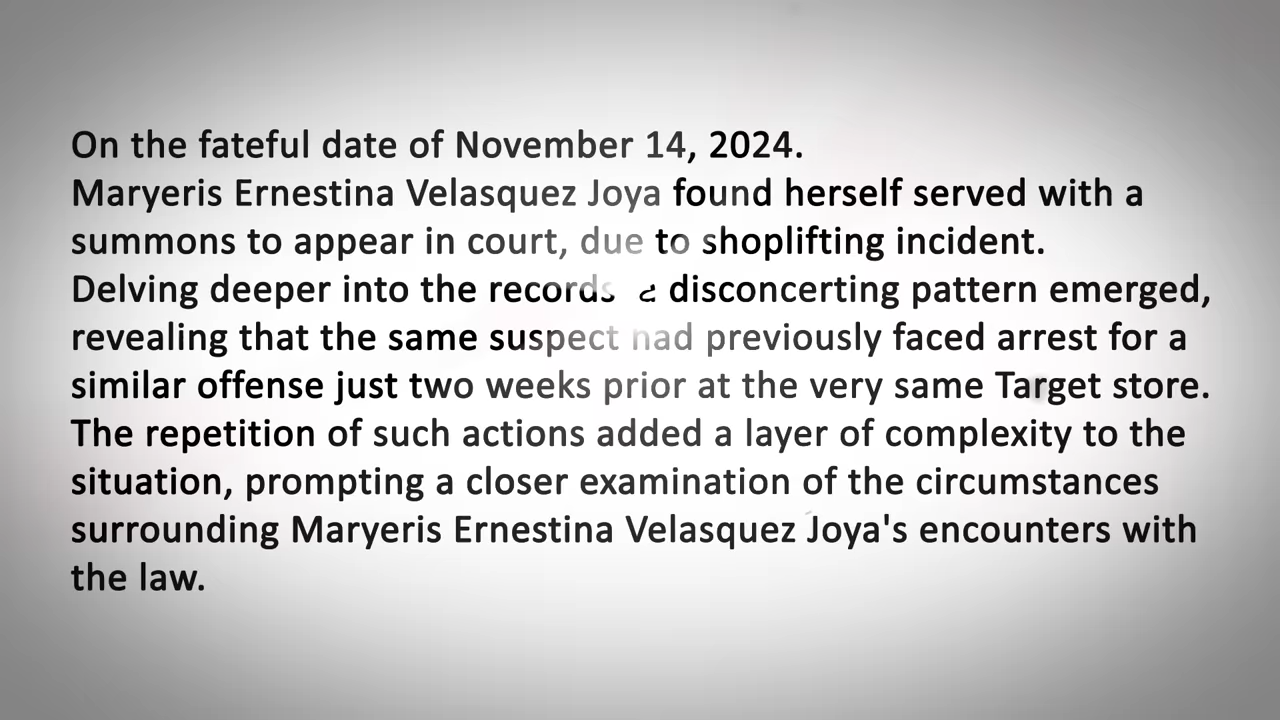 On the fateful date of November 14, 2024.
Maryeris Ernestina Velasquez Joya found herself served with a
summons to appear in court, due to shoplifting incident.
Delving deeper into the records a disconcerting pattern emerged,
revealing that the same suspect had previously faced arrest for a
similar offense just two weeks prior at the very same Target store.
The repetition of such actions added a layer of complexity to the
situation, prompting a closer examination of the circumstances
surrounding Maryeris Ernestina Velasquez Joya's encounters with
the law.